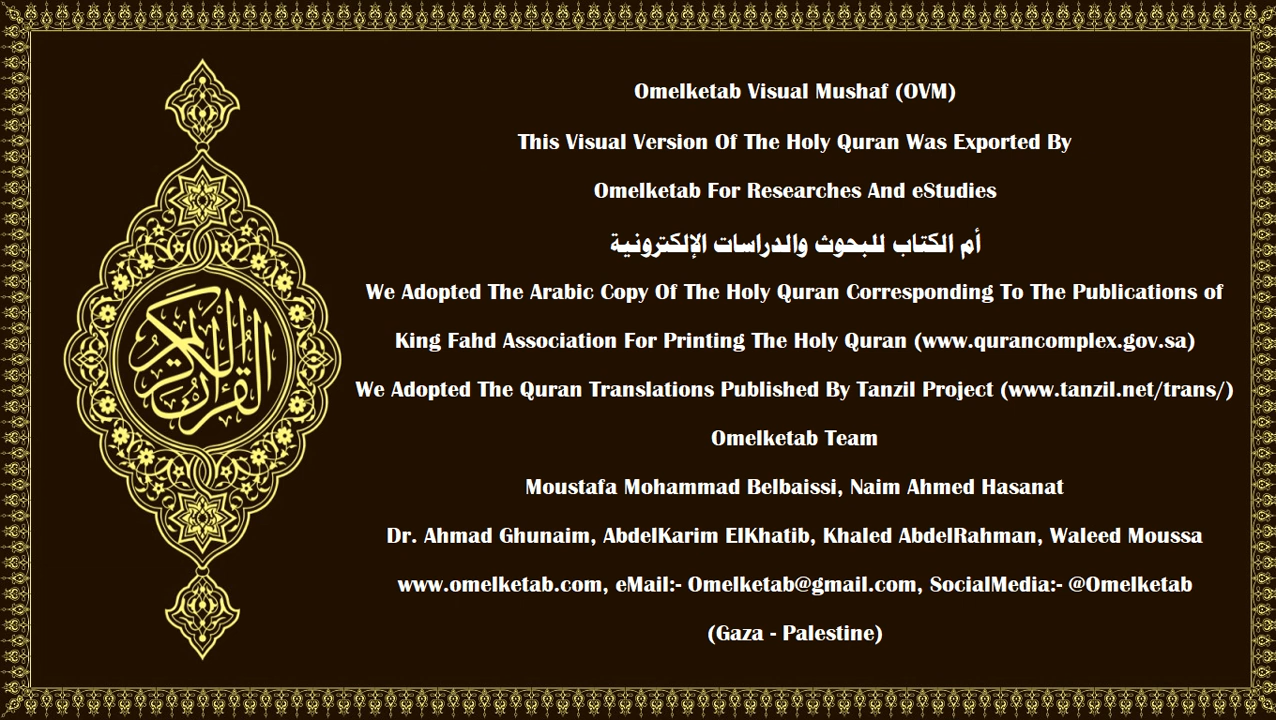 القرآن الكريم
Omelketab Visual Mushaf (OVM)
This Visual Version Of The Holy Quran Was Exported By
Omelketab For Researches And eStudies
أم الكتاب للبحوث والدراسات الإلكترونية
We Adopted The Arabic Copy Of The Holy Quran Corresponding To The Publications of
King Fahd Association For Printing The Holy Quran (www.qurancomplex.gov.sa)
We Adopted The Quran Translations Published By Tanzil Project (www.tanzil.net/trans/)
Omelketab Team
Moustafa Mohammad Belbaissi, Naim Ahmed Hasanat
Dr. Ahmad Ghunaim, AbdelKarim ElKhatib, Khaled AbdelRahman, Waleed Moussa
www.omelketab.com, eMail:- Omelketab@gmail.com, SocialMedia:- @Omelketab
(Gaza - Palestine)